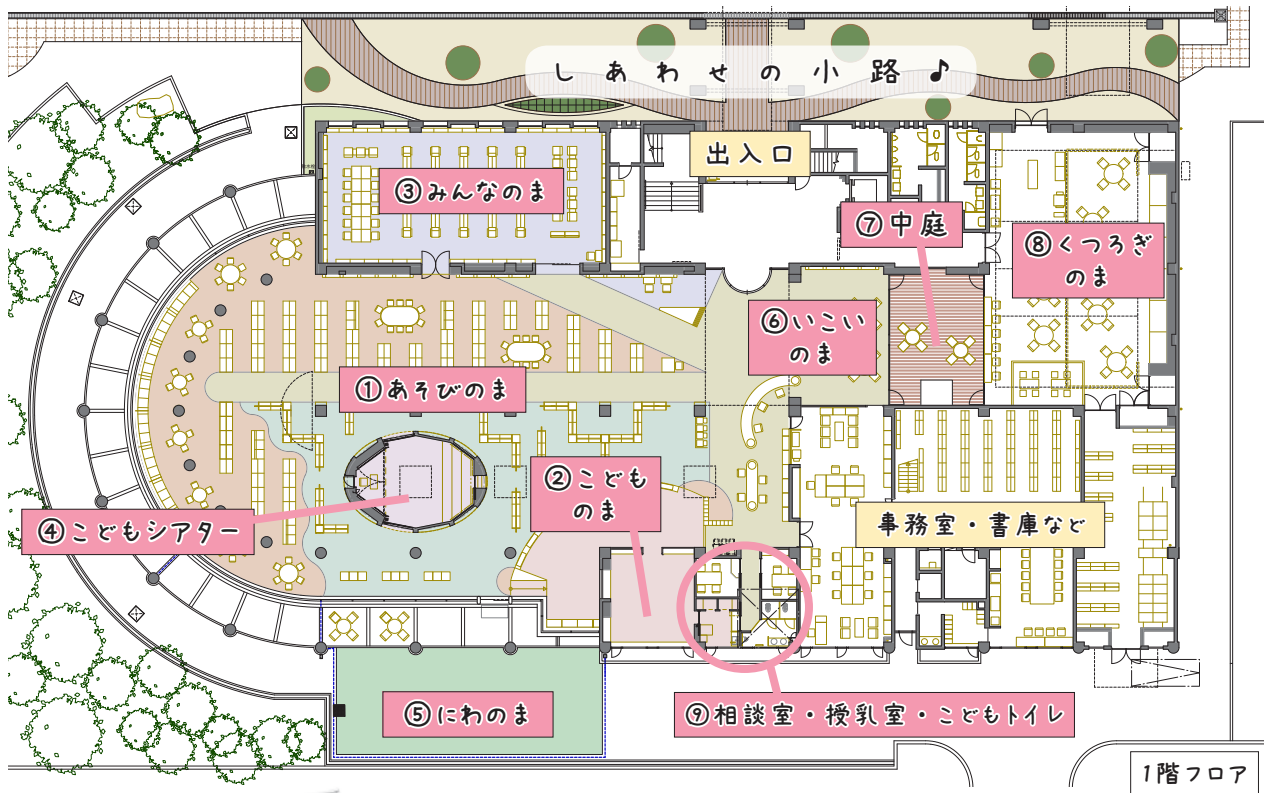 しあわせの小路♪
出入口
③みんなのま
⑦中庭
⑧くつろぎ
のま
⑥いこい
のま
①あそびのま
②こども
のま
④こどもシアター
事務室・書庫など
⑤にわのま
⑨相談室・授乳室・こどもトイレ
1階フロア